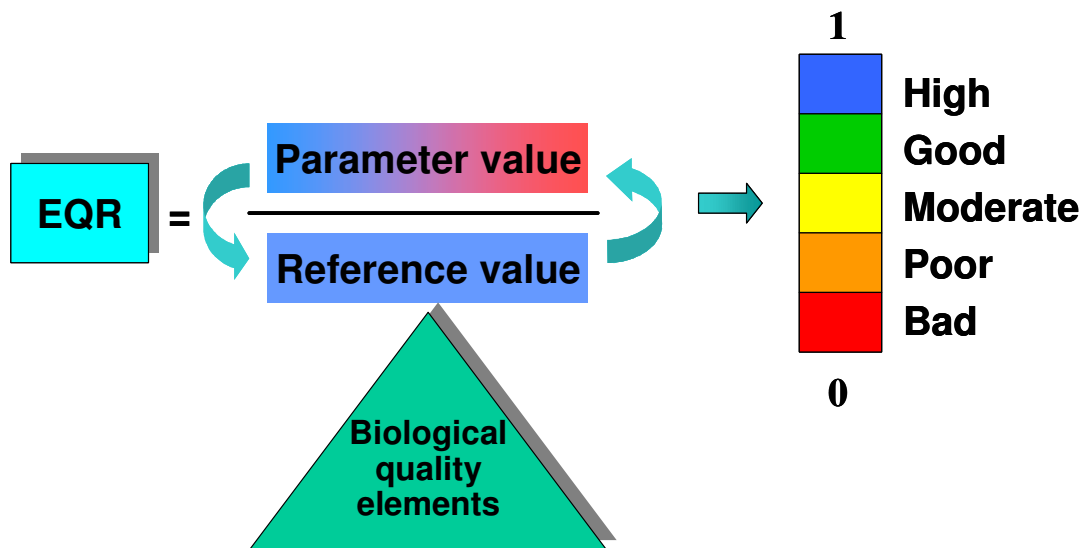 EQR
=
Parameter value
Reference value
Biological
quality
elements
1
High
Good
Moderate
Poor
Bad
0